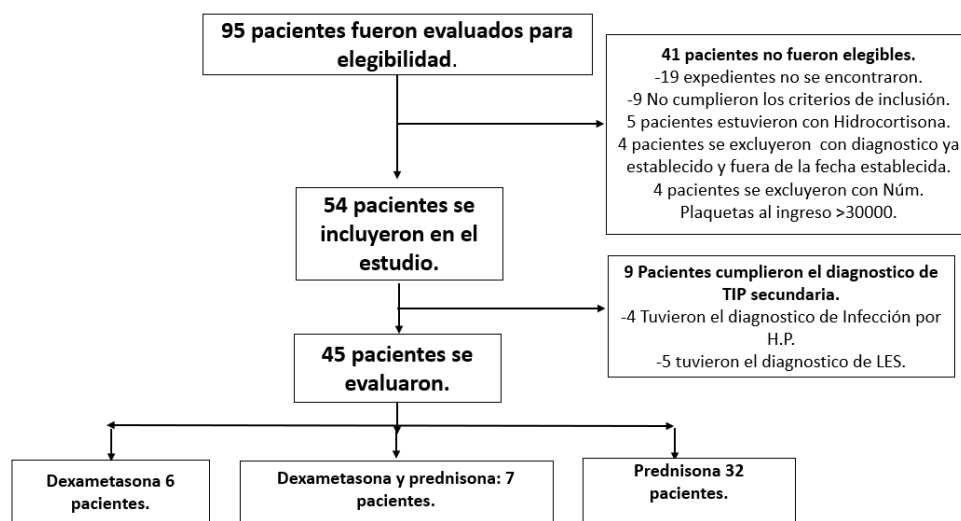 95 pacientes fueron evaluados para
elegibilidad.
41 pacientes no fueron elegibles.
-19 expedientes no se encontraron.
-9 No cumplieron los criterios de inclusión.
5 pacientes estuvieron con Hidrocortisona.
4 pacientes se excluyeron con diagnostico ya
establecido y fuera de la fecha establecida.
4 pacientes se excluyeron con Núm.
Plaquetas al ingreso >30000.
54 pacientes se
incluyeron en el
estudio.
9 Pacientes cumplieron el diagnostico de
TIP secundaria.
-4 Tuvieron el diagnostico de Infección por
H.P.
-5 tuvieron el diagnostico de LES.
45 pacientes se
evaluaron.
Dexametasona 6
pacientes.
Dexametasona y prednisona: 7
pacientes.
Prednisona 32
pacientes.